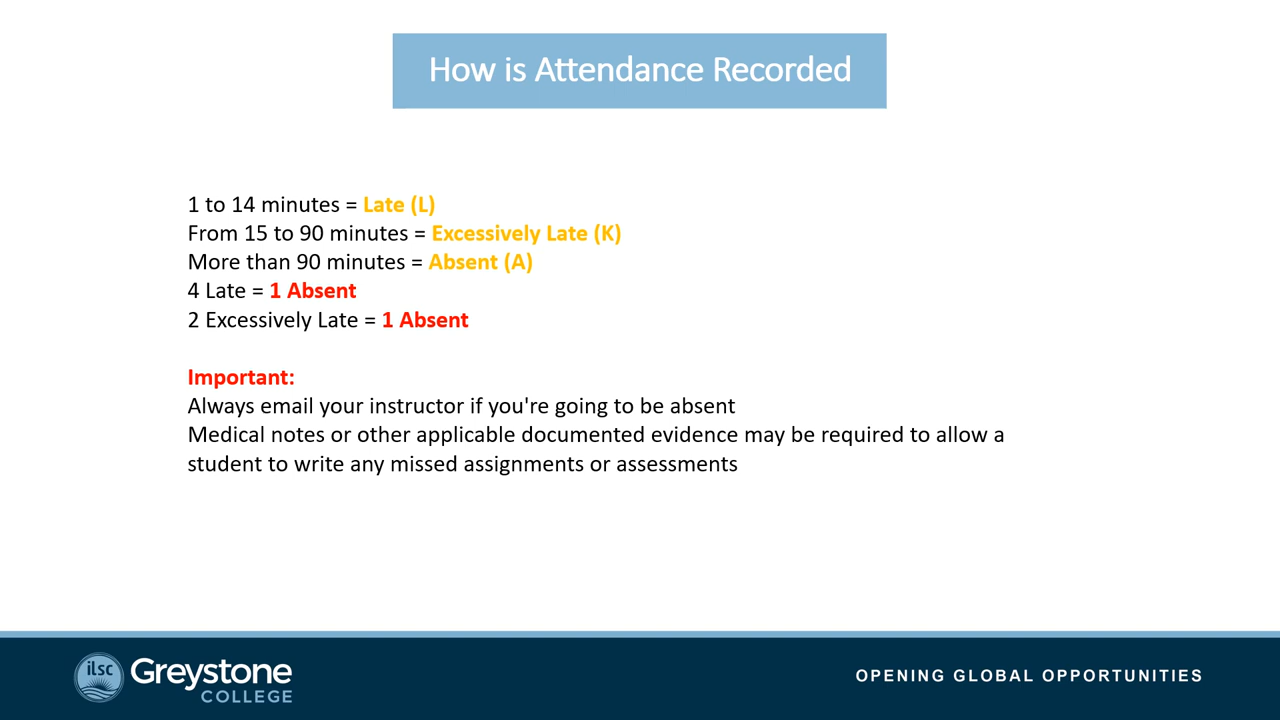 How is Attendance Recorded
1 to 14 minutes = Late (L)
From 15 to 90 minutes = Excessively Late (K)
More than 90 minutes = Absent (A)
4 Late = 1 Absent
2 Excessively Late = 1 Absent
Important:
Always email your instructor if you're going to be absent
Medical notes or other applicable documented evidence may be required to allow a
student to write any missed assignments or assessments
ilsc
Greystone
COLLEGE
OPENING GLOBAL OPPORTUNITIES